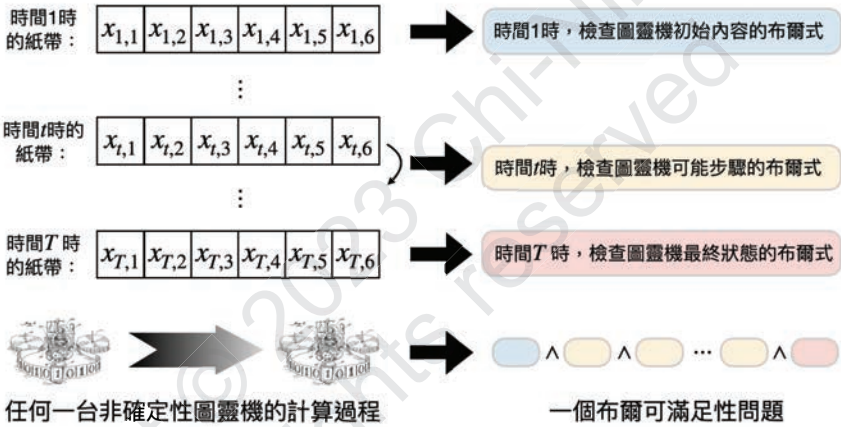 時間1時
的紙帶：
x1,1 x1,2 x1,3 x1,4 x1,5 x1,6
時間1時，檢查圖靈機初始內容的布爾式
⋮
時間t時的
紙帶：
xt,1 xt,2 xt,3 xt,4 xt,5 xt,6
時間t時，檢查圖靈機可能步驟的布爾式
⋮
時間T 時
的紙帶：
xT,1 xT,2 xT,3 xT,4 xT,5 xT,6
時間T 時，檢查圖靈機最終狀態的布爾式
∧ ∧ ⋯ ∧
任何一台非確定性圖靈機的計算過程
一個布爾可滿足性問題
© 2023 Chi-Ni
reserved